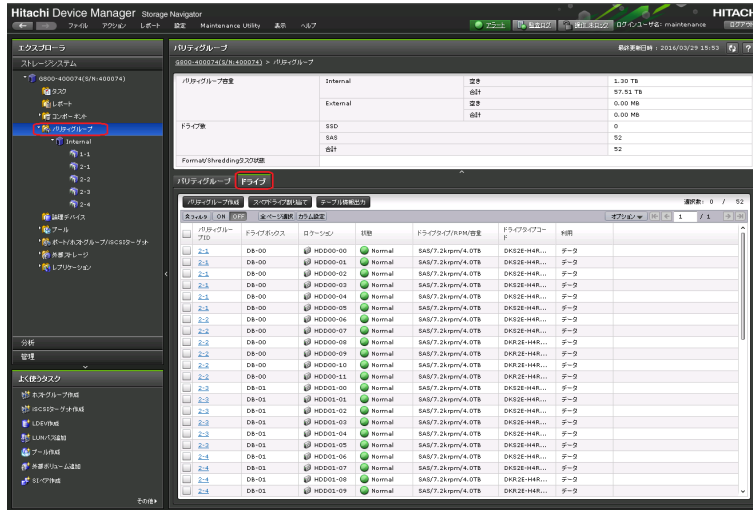 Hitachi Device Manager Storage Navigator
HITACHI
ファイル アクション レポート 設定 Maintenance Utility 表示 ヘルプ
アラート 監査ログ ログインユーザ名: maintenance ログアウト
エクスプローラ
ストレージシステム
G800-400074(S/N:400074)
タスク
レポート
コンポーネント
パリティグループ
Internal
1-1
2-1
2-2
2-3
2-4
論理デバイス
プール
ポート/ホストグループ/iSCSIターゲット
外部ストレージ
レプリケーション
分析
管理
よく使うタスク
ホストグループ作成
iSCSIターゲット作成
LDEV作成
LUNパス追加
プール作成
外部ボリューム追加
SIペア作成
その他
パリティグループ
最終更新日時 : 2016/03/29 15:53
G800-400074(S/N:400074) > パリティグループ
パリティグループ容量 Internal 空き 1.30 TB
合計 57.51 TB
External 空き 0.00 MB
合計 0.00 MB
ドライブ数 SSD 0
SAS 52
合計 52
Format/Shreddingタスク状態
パリティグループ ドライブ
パリティグループ作成 スペアドライブ割り当て テーブル情報出力 選択数: 0 / 52
フィルタ ON OFF 全ページ選択 カラム設定 オプション 1 / 1
パリティグループID ドライブボックス ロケーション 状態 ドライブタイプ/RPM/容量 ドライブタイプコード 利用
2-1 DB-00 HDD00-00 Normal SAS/7.2krpm/4.0TB DKS2E-H4R... データ
2-1 DB-00 HDD00-01 Normal SAS/7.2krpm/4.0TB DKS2E-H4R... データ
2-1 DB-00 HDD00-02 Normal SAS/7.2krpm/4.0TB DKS2E-H4R... データ
2-1 DB-00 HDD00-03 Normal SAS/7.2krpm/4.0TB DKS2E-H4R... データ
2-1 DB-00 HDD00-04 Normal SAS/7.2krpm/4.0TB DKS2E-H4R... データ
2-1 DB-00 HDD00-05 Normal SAS/7.2krpm/4.0TB DKS2E-H4R... データ
2-2 DB-00 HDD00-06 Normal SAS/7.2krpm/4.0TB DKS2E-H4R... データ
2-2 DB-00 HDD00-07 Normal SAS/7.2krpm/4.0TB DKS2E-H4R... データ
2-2 DB-00 HDD00-08 Normal SAS/7.2krpm/4.0TB DKR2E-H4R... データ
2-2 DB-00 HDD00-09 Normal SAS/7.2krpm/4.0TB DKR2E-H4R... データ
2-2 DB-00 HDD00-10 Normal SAS/7.2krpm/4.0TB DKR2E-H4R... データ
2-2 DB-00 HDD00-11 Normal SAS/7.2krpm/4.0TB DKR2E-H4R... データ
2-3 DB-01 HDD01-00 Normal SAS/7.2krpm/4.0TB DKS2E-H4R... データ
2-3 DB-01 HDD01-01 Normal SAS/7.2krpm/4.0TB DKS2E-H4R... データ
2-3 DB-01 HDD01-02 Normal SAS/7.2krpm/4.0TB DKS2E-H4R... データ
2-3 DB-01 HDD01-03 Normal SAS/7.2krpm/4.0TB DKS2E-H4R... データ
2-3 DB-01 HDD01-04 Normal SAS/7.2krpm/4.0TB DKS2E-H4R... データ
2-3 DB-01 HDD01-05 Normal SAS/7.2krpm/4.0TB DKS2E-H4R... データ
2-4 DB-01 HDD01-06 Normal SAS/7.2krpm/4.0TB DKS2E-H4R... データ
2-4 DB-01 HDD01-07 Normal SAS/7.2krpm/4.0TB DKS2E-H4R... データ
2-4 DB-01 HDD01-08 Normal SAS/7.2krpm/4.0TB DKR2E-H4R... データ
2-4 DB-01 HDD01-09 Normal SAS/7.2krpm/4.0TB DKR2E-H4R... データ